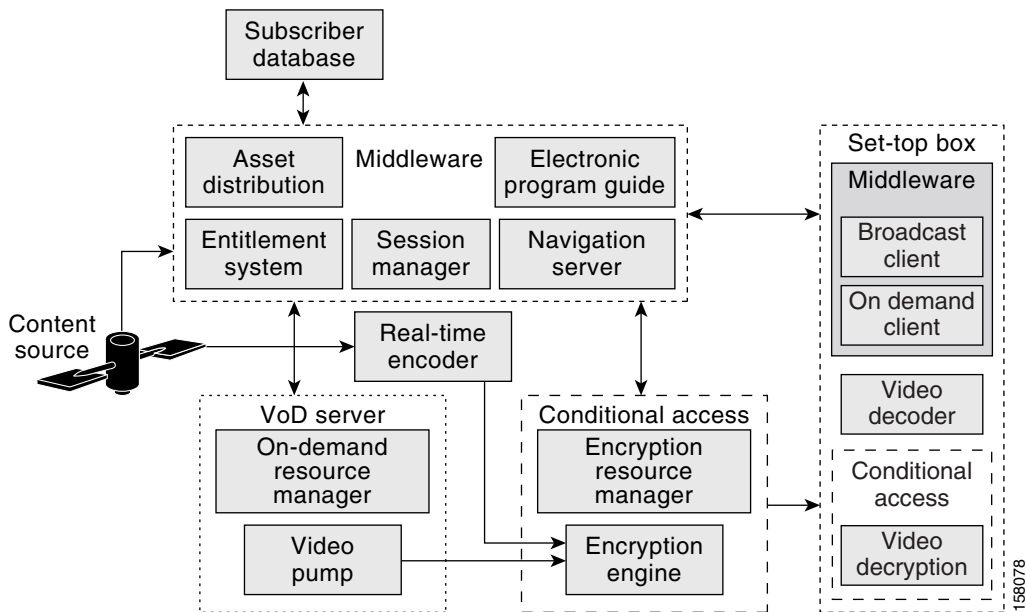 Subscriber
database
Asset
distribution
Middleware
Electronic
program guide
Entitlement
system
Session
manager
Navigation
server
Content
source
Real-time
encoder
VoD server
On-demand
resource
manager
Video
pump
Conditional access
Encryption
resource
manager
Encryption
engine
Set-top box
Middleware
Broadcast
client
On demand
client
Video
decoder
Conditional
access
Video
decryption
158078